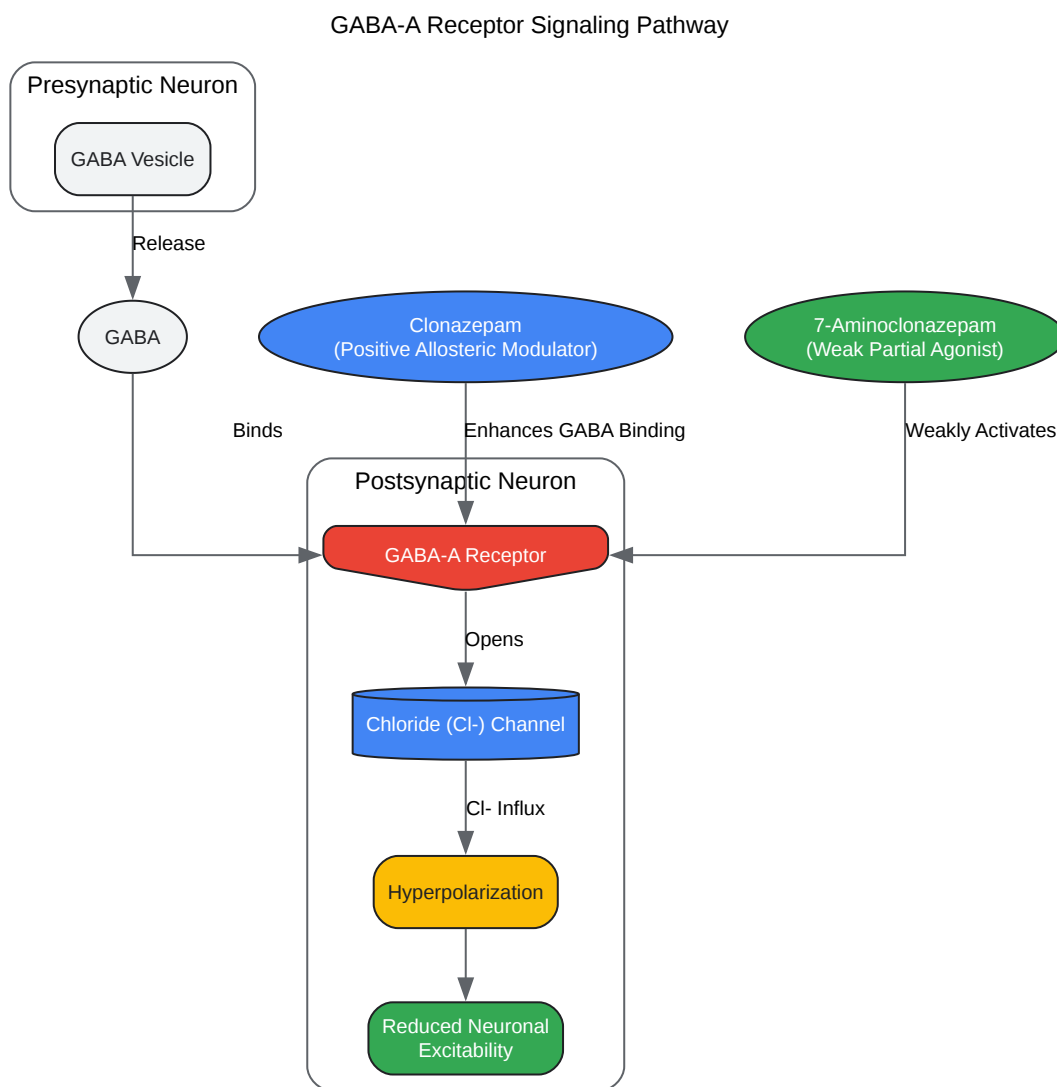 GABA-A Receptor Signaling Pathway
Presynaptic Neuron
GABA Vesicle
Release
GABA
Clonazepam
(Positive Allosteric Modulator)
7-Aminoclonazepam
(Weak Partial Agonist)
Binds
Enhances GABA Binding
Weakly Activates
Postsynaptic Neuron
GABA-A Receptor
Opens
Chloride (Cl-) Channel
Cl- Influx
Hyperpolarization
Reduced Neuronal
Excitability